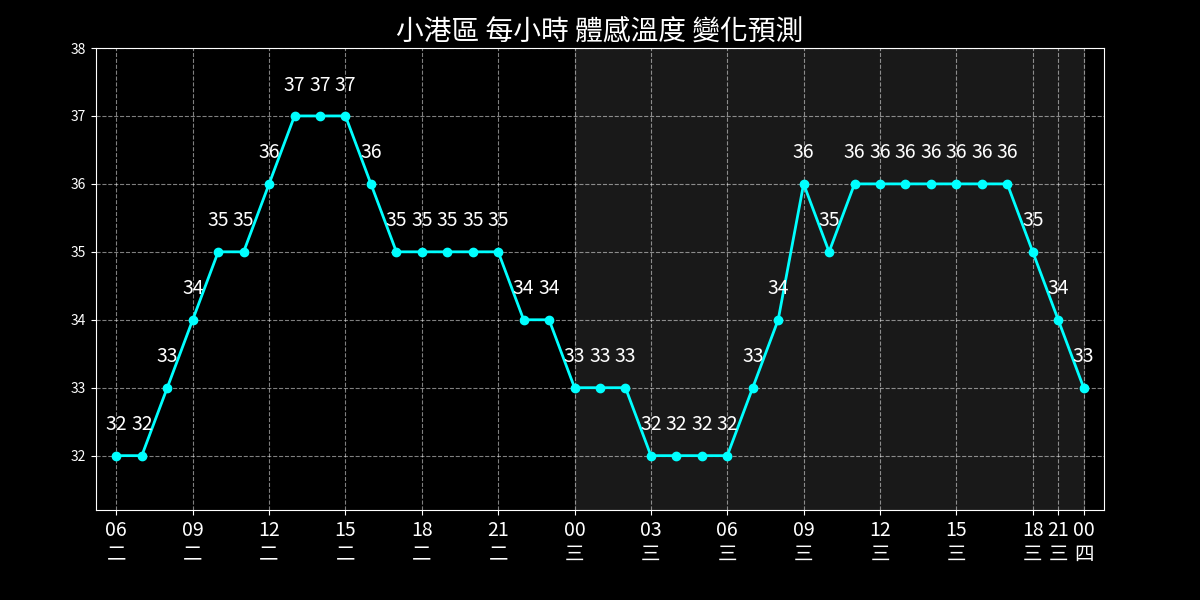 小港區 每小時 體感溫度 變化預測
38
37 37 37
37
36 36 36 36 36 36 36 36 36 36
36
35 35 35 35 35 35 35 35 35
35
34 34 34 34 34
34
33 33 33 33 33 33
33
32 32 32 32 32 32
32
06 09 12 15 18 21 00 03 06 09 12 15 18 21 00
二 二 二 二 二 二 三 三 三 三 三 三 三 三 四